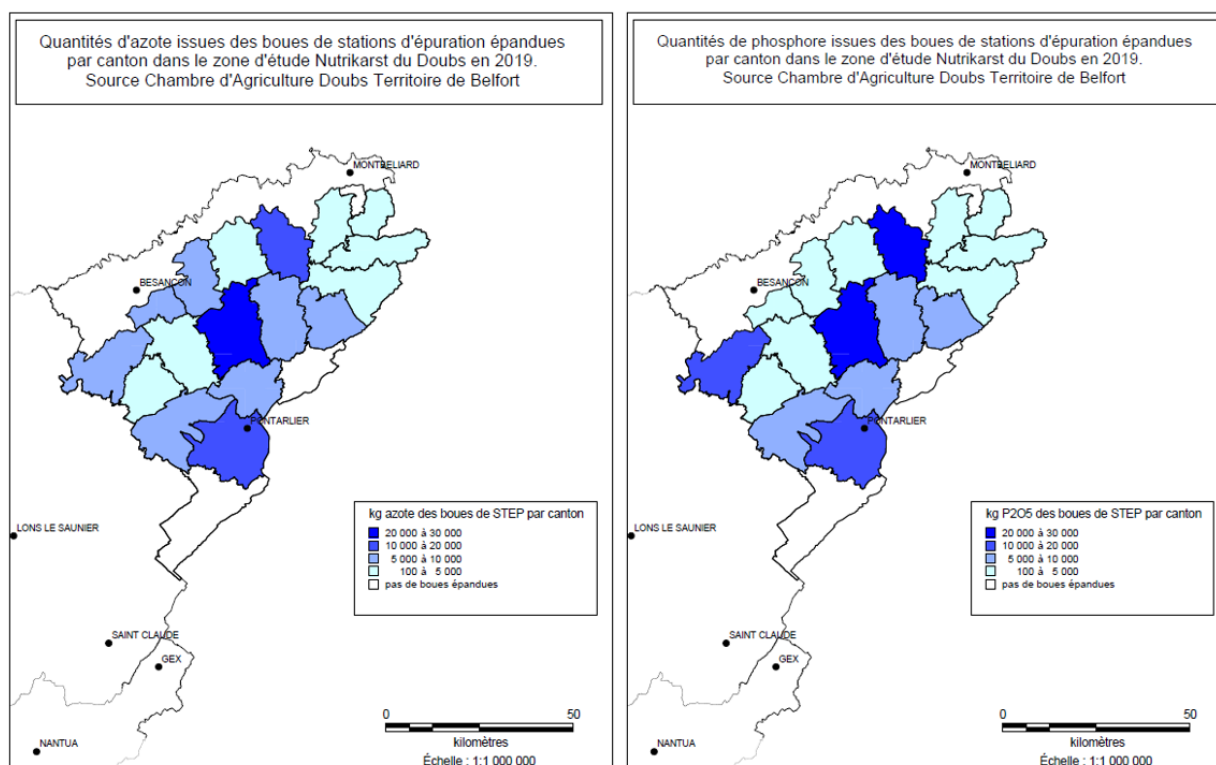 Quantités d'azote issues des boues de stations d'épuration épandues
par canton dans le zone d'étude Nutrikarst du Doubs en 2019.
Source Chambre d'Agriculture Doubs Territoire de Belfort
MONTBELIARD
BESANCON
PONTARLIER
LONS LE SAUNIER
kg azote des boues de STEP par canton
20 000 à 30 000
10 000 à 20 000
5 000 à 10 000
100 à 5 000
pas de boues épandues
SAINT CLAUDE
GEX
NANTUA
0 50
kilomètres
Échelle : 1:1 000 000
Quantités de phosphore issues des boues de stations d'épuration épandues
par canton dans le zone d'étude Nutrikarst du Doubs en 2019.
Source Chambre d'Agriculture Doubs Territoire de Belfort
MONTBELIARD
BESANCON
PONTARLIER
LONS LE SAUNIER
kg P2O5 des boues de STEP par canton
20 000 à 30 000
10 000 à 20 000
5 000 à 10 000
100 à 5 000
pas de boues épandues
SAINT CLAUDE
GEX
NANTUA
0 50
kilomètres
Échelle : 1:1 000 000